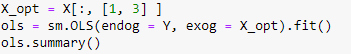 X_opt = X[:, [1, 3] ]
ols = sm.OLS(endog = Y, exog = X_opt).fit()
ols.summary()